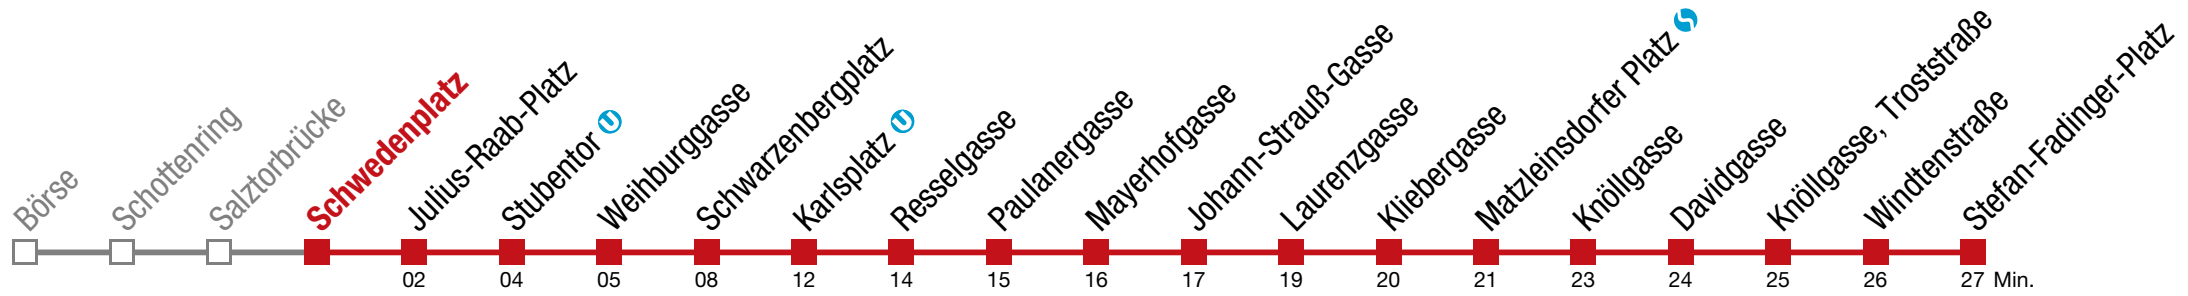 Börse
Schottenring
Salztorbrücke
Schwedenplatz
Julius-Raab-Platz
Stubentor
Weihburggasse
Schwarzenbergplatz
Karlsplatz
Resselgasse
Paulanergasse
Mayerhofgasse
Johann-Strauß-Gasse
Laurenzgasse
Kliebergasse
Matzleinsdorfer Platz
Knöllgasse
Davidgasse
Knöllgasse, Troststraße
Windtenstraße
Stefan-Fadinger-Platz
02 04 05 08 12 14 15 16 17 19 20 21 23 24 25 26 27 Min.